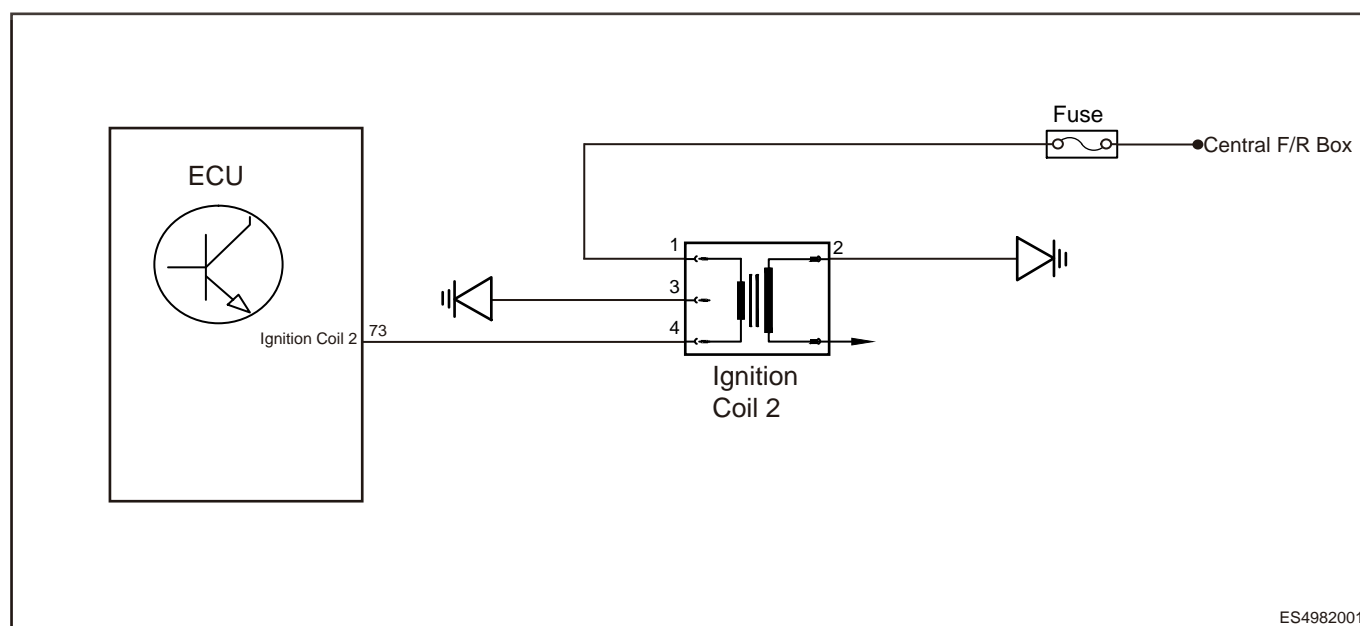 Fuse
Central F/R Box
ECU
1
2
3
Ignition Coil 2
73
4
Ignition
Coil 2
ES4982001